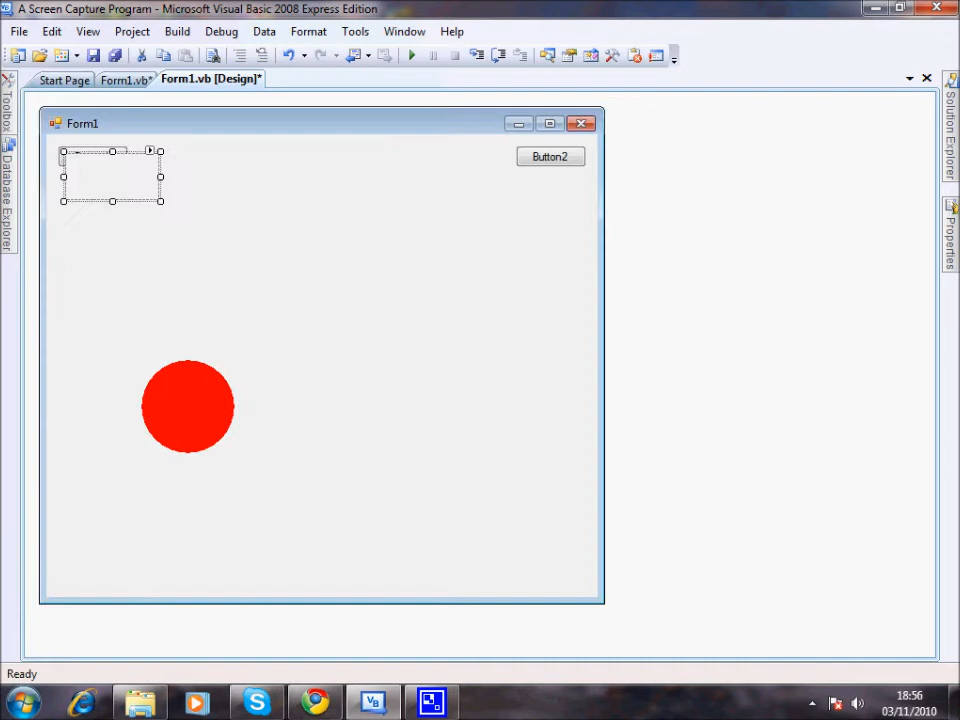 A Screen Capture Program - Microsoft Visual Basic 2008 Express Edition
File Edit View Project Build Debug Data Format Tools Window Help
Start Page Form1.vb* Form1.vb [Design]*
Toolbox
Database Explorer
Solution Explorer
Properties
Form1
Button2
Ready
18:56
03/11/2010